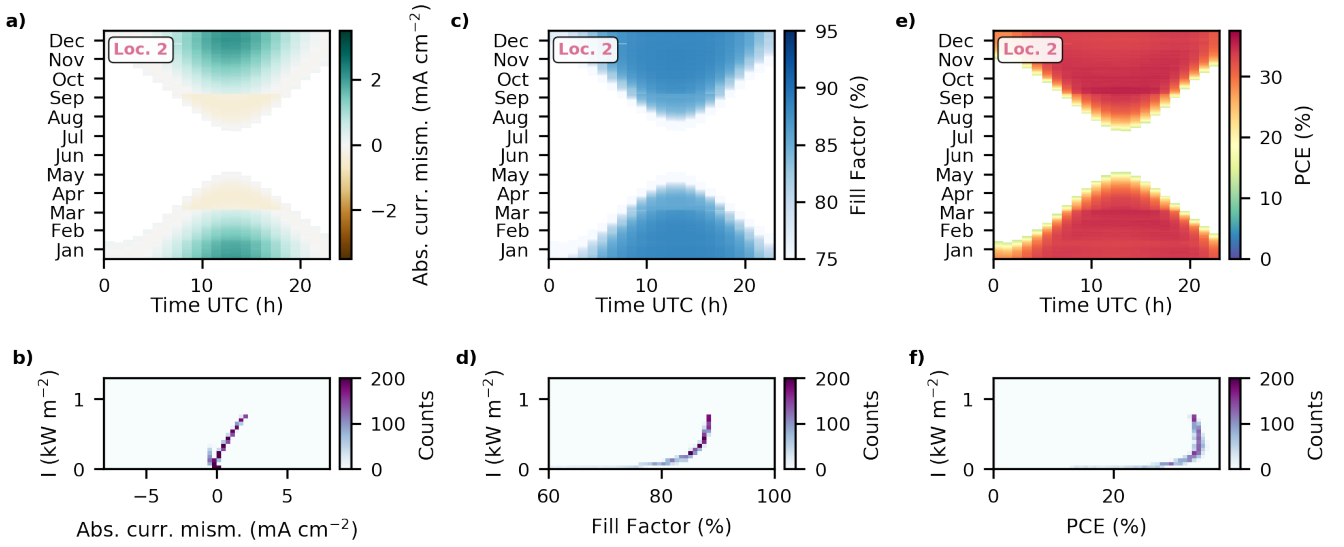 a)
Loc. 2
Dec
Nov
Oct
Sep
Aug
Jul
Jun
May
Apr
Mar
Feb
Jan
0 10 20
Time UTC (h)
2
0
−2
Abs. curr. mism. (mA cm⁻²)
c)
Loc. 2
Dec
Nov
Oct
Sep
Aug
Jul
Jun
May
Apr
Mar
Feb
Jan
0 10 20
Time UTC (h)
95
90
85
80
75
Fill Factor (%)
e)
Loc. 2
Dec
Nov
Oct
Sep
Aug
Jul
Jun
May
Apr
Mar
Feb
Jan
0 10 20
Time UTC (h)
30
20
10
0
PCE (%)
b)
I (kW m⁻²)
1
0
−5 0 5
Abs. curr. mism. (mA cm⁻²)
200
100
0
Counts
d)
I (kW m⁻²)
1
0
60 80 100
Fill Factor (%)
200
100
0
Counts
f)
I (kW m⁻²)
1
0
0 20
PCE (%)
200
100
0
Counts